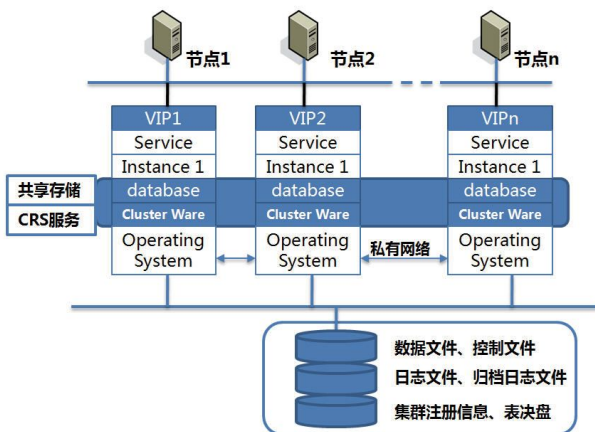 节点1 节点2 节点n
VIP1 VIP2 VIPn
Service Service Service
Instance 1 Instance 1 Instance 1
共享存储 database database database
CRS服务 Cluster Ware Cluster Ware Cluster Ware
Operating Operating 私有网络 Operating
System System System
数据文件、控制文件
日志文件、归档日志文件
集群注册信息、表决盘